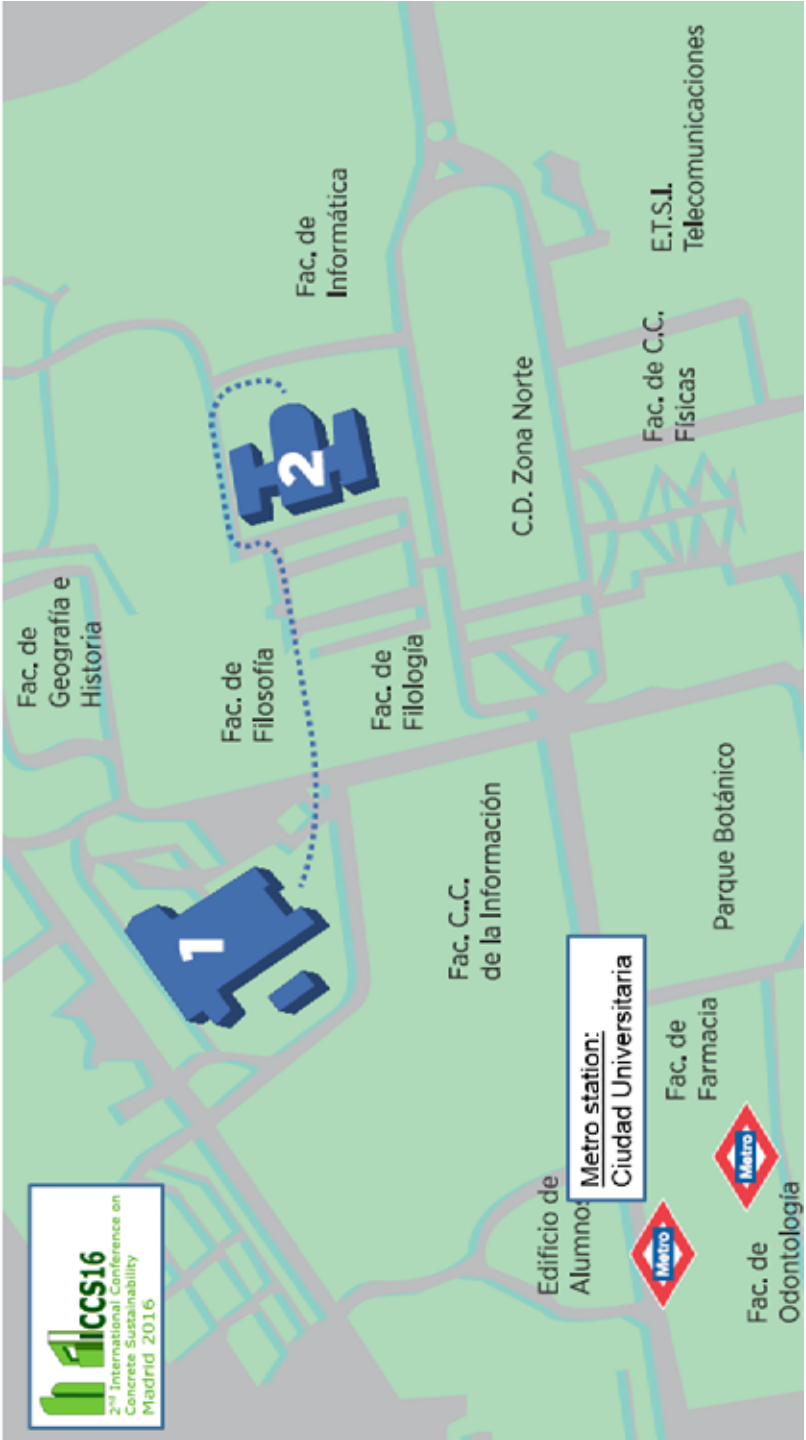 ICCS16
2nd International Conference on
Concrete Sustainability
Madrid 2016
Fac. de
Geografía e
Historia
1
Fac. de
Filosofía
2
Fac. de
Informática
Fac. de
Filología
Fac. C..C.
de la Información
C.D. Zona Norte
Edificio de
Alumnos
Metro station:
Ciudad Universitaria
Fac. de C.C.
Físicas
E.T.S.I.
Telecomunicaciones
Metro
Fac. de
Farmacia
Parque Botánico
Metro
Fac. de
Odontología